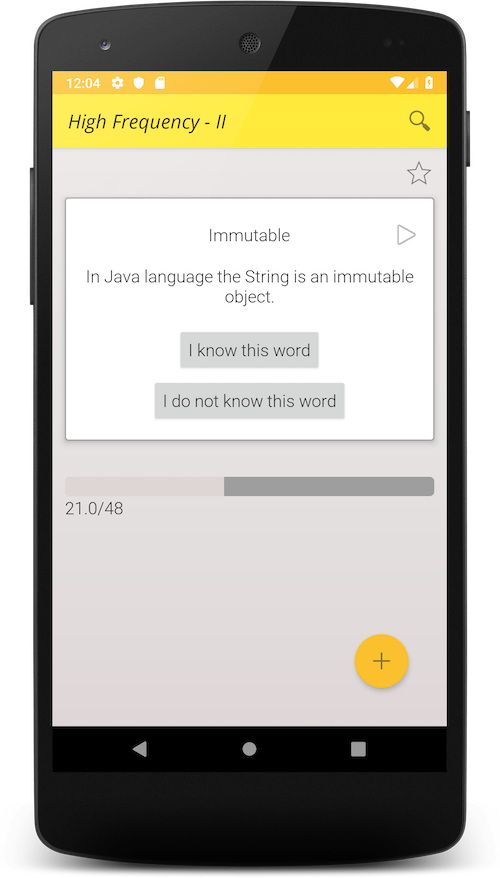 12:04
High Frequency - II
Immutable
In Java language the String is an immutable
object.
I know this word
I do not know this word
21.0/48